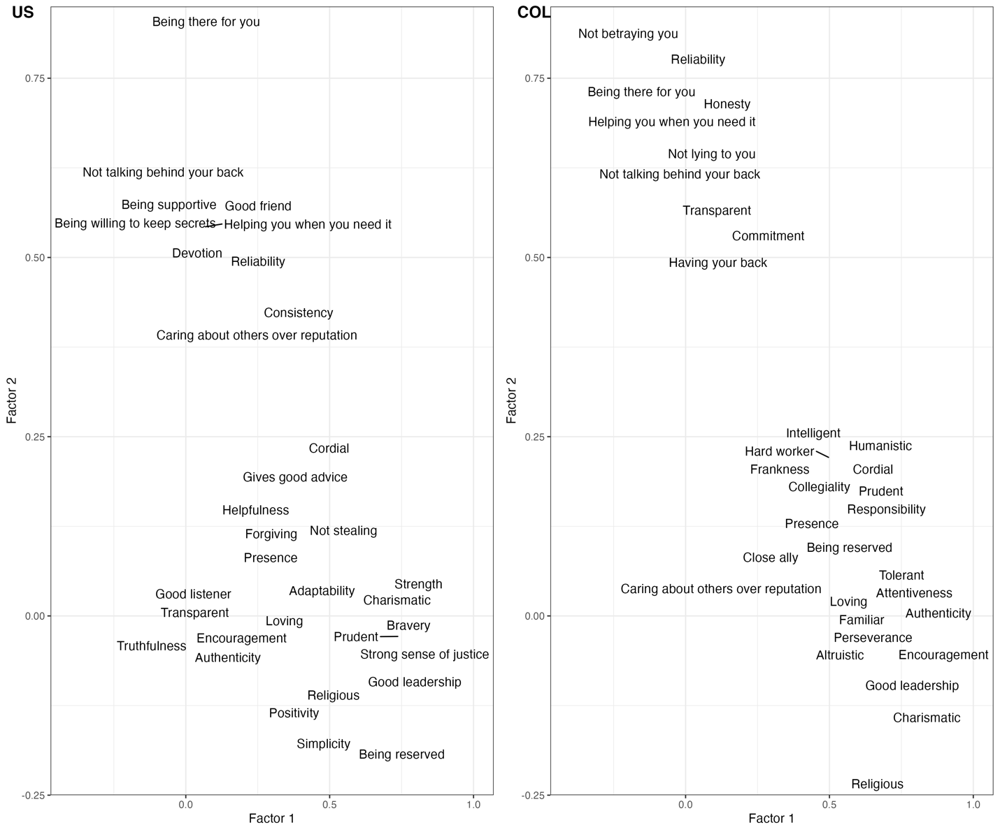 US
Being there for you
0.75
Not talking behind your back
Being supportive
Good friend
Being willing to keep secrets
Helping you when you need it
Devotion
0.50
Reliability
Consistency
Caring about others over reputation
Factor 2
0.25
Cordial
Gives good advice
Helpfulness
Not stealing
Forgiving
Presence
Strength
Adaptability
Good listener
Charismatic
Transparent
0.00
Loving
Bravery
Prudent
Encouragement
Truthfulness
Strong sense of justice
Authenticity
Good leadership
Religious
Positivity
Simplicity
Being reserved
-0.25
0.0
0.5
1.0
Factor 1
COL
Not betraying you
Reliability
0.75
Being there for you
Honesty
Helping you when you need it
Not lying to you
Not talking behind your back
Transparent
Commitment
0.50
Having your back
Factor 2
0.25
Intelligent
Humanistic
Hard worker
Frankness
Cordial
Collegiality
Prudent
Responsibility
Presence
Being reserved
Close ally
Tolerant
Caring about others over reputation
Attentiveness
Loving
Authenticity
0.00
Familiar
Perseverance
Altruistic
Encouragement
Good leadership
Charismatic
Religious
-0.25
0.0
0.5
1.0
Factor 1